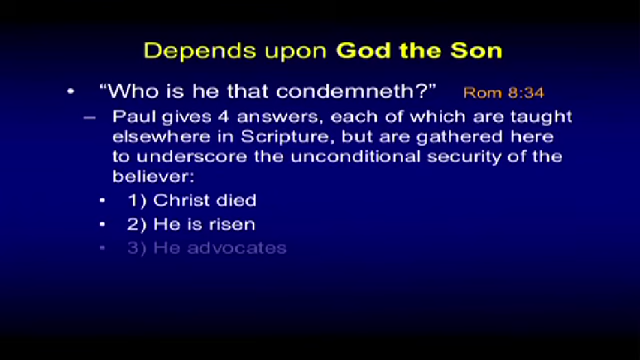 Depends upon God the Son
• “Who is he that condemneth?” Rom 8:34
– Paul gives 4 answers, each of which are taught
elsewhere in Scripture, but are gathered here
to underscore the unconditional security of the
believer:
• 1) Christ died
• 2) He is risen
• 3) He advocates